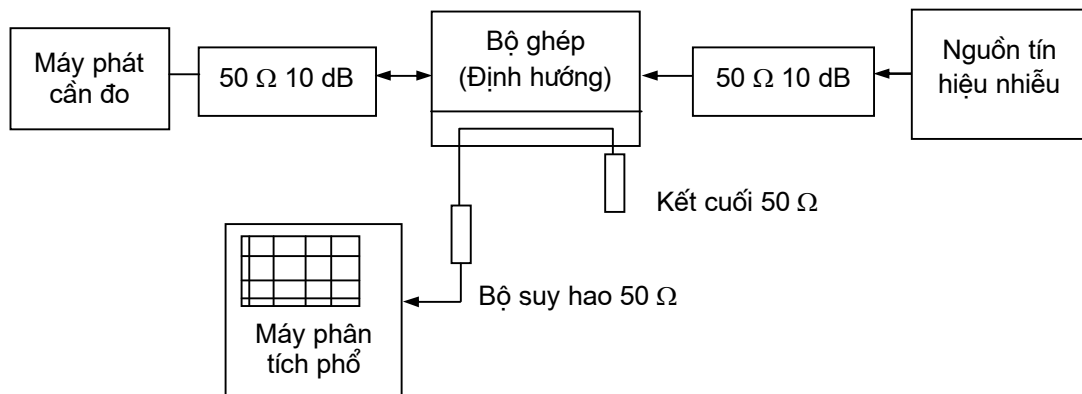 Máy phát
cần đo
50 Ω 10 dB
Bộ ghép
(Định hướng)
50 Ω 10 dB
Nguồn tín
hiệu nhiễu
Kết cuối 50 Ω
Bộ suy hao 50 Ω
Máy phân
tích phổ